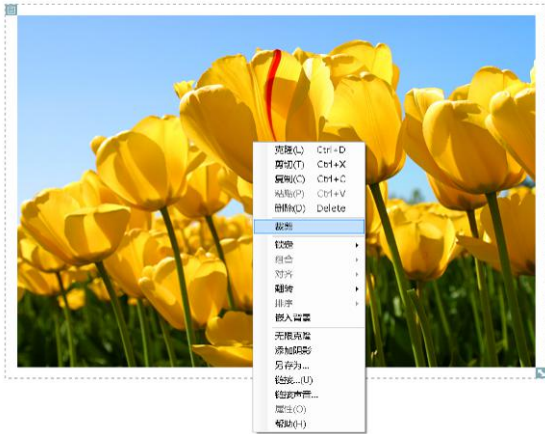 克隆(L) Ctrl+D
剪切(T) Ctrl+X
复制(C) Ctrl+C
粘贴(P) Ctrl+V
删除(D) Delete
裁剪
锁定
组合
对齐
翻转
排序
嵌入背景
无限克隆
添加阴影
另存为...
链接...(U)
链接声音...
属性(O)
帮助(H)